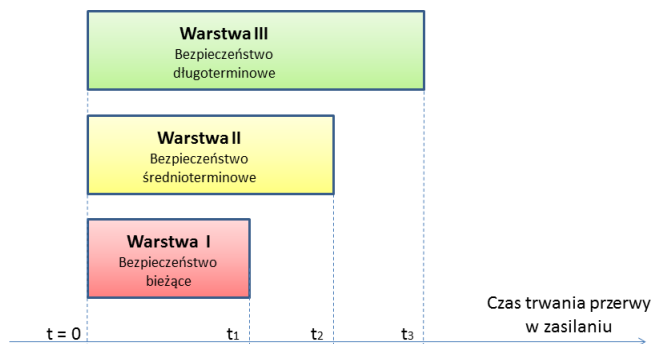 Warstwa III
Bezpieczeństwo
długoterminowe
Warstwa II
Bezpieczeństwo
średnioterminowe
Warstwa I
Bezpieczeństwo
bieżące
Czas trwania przerwy
w zasilaniu
t = 0
t1
t2
t3